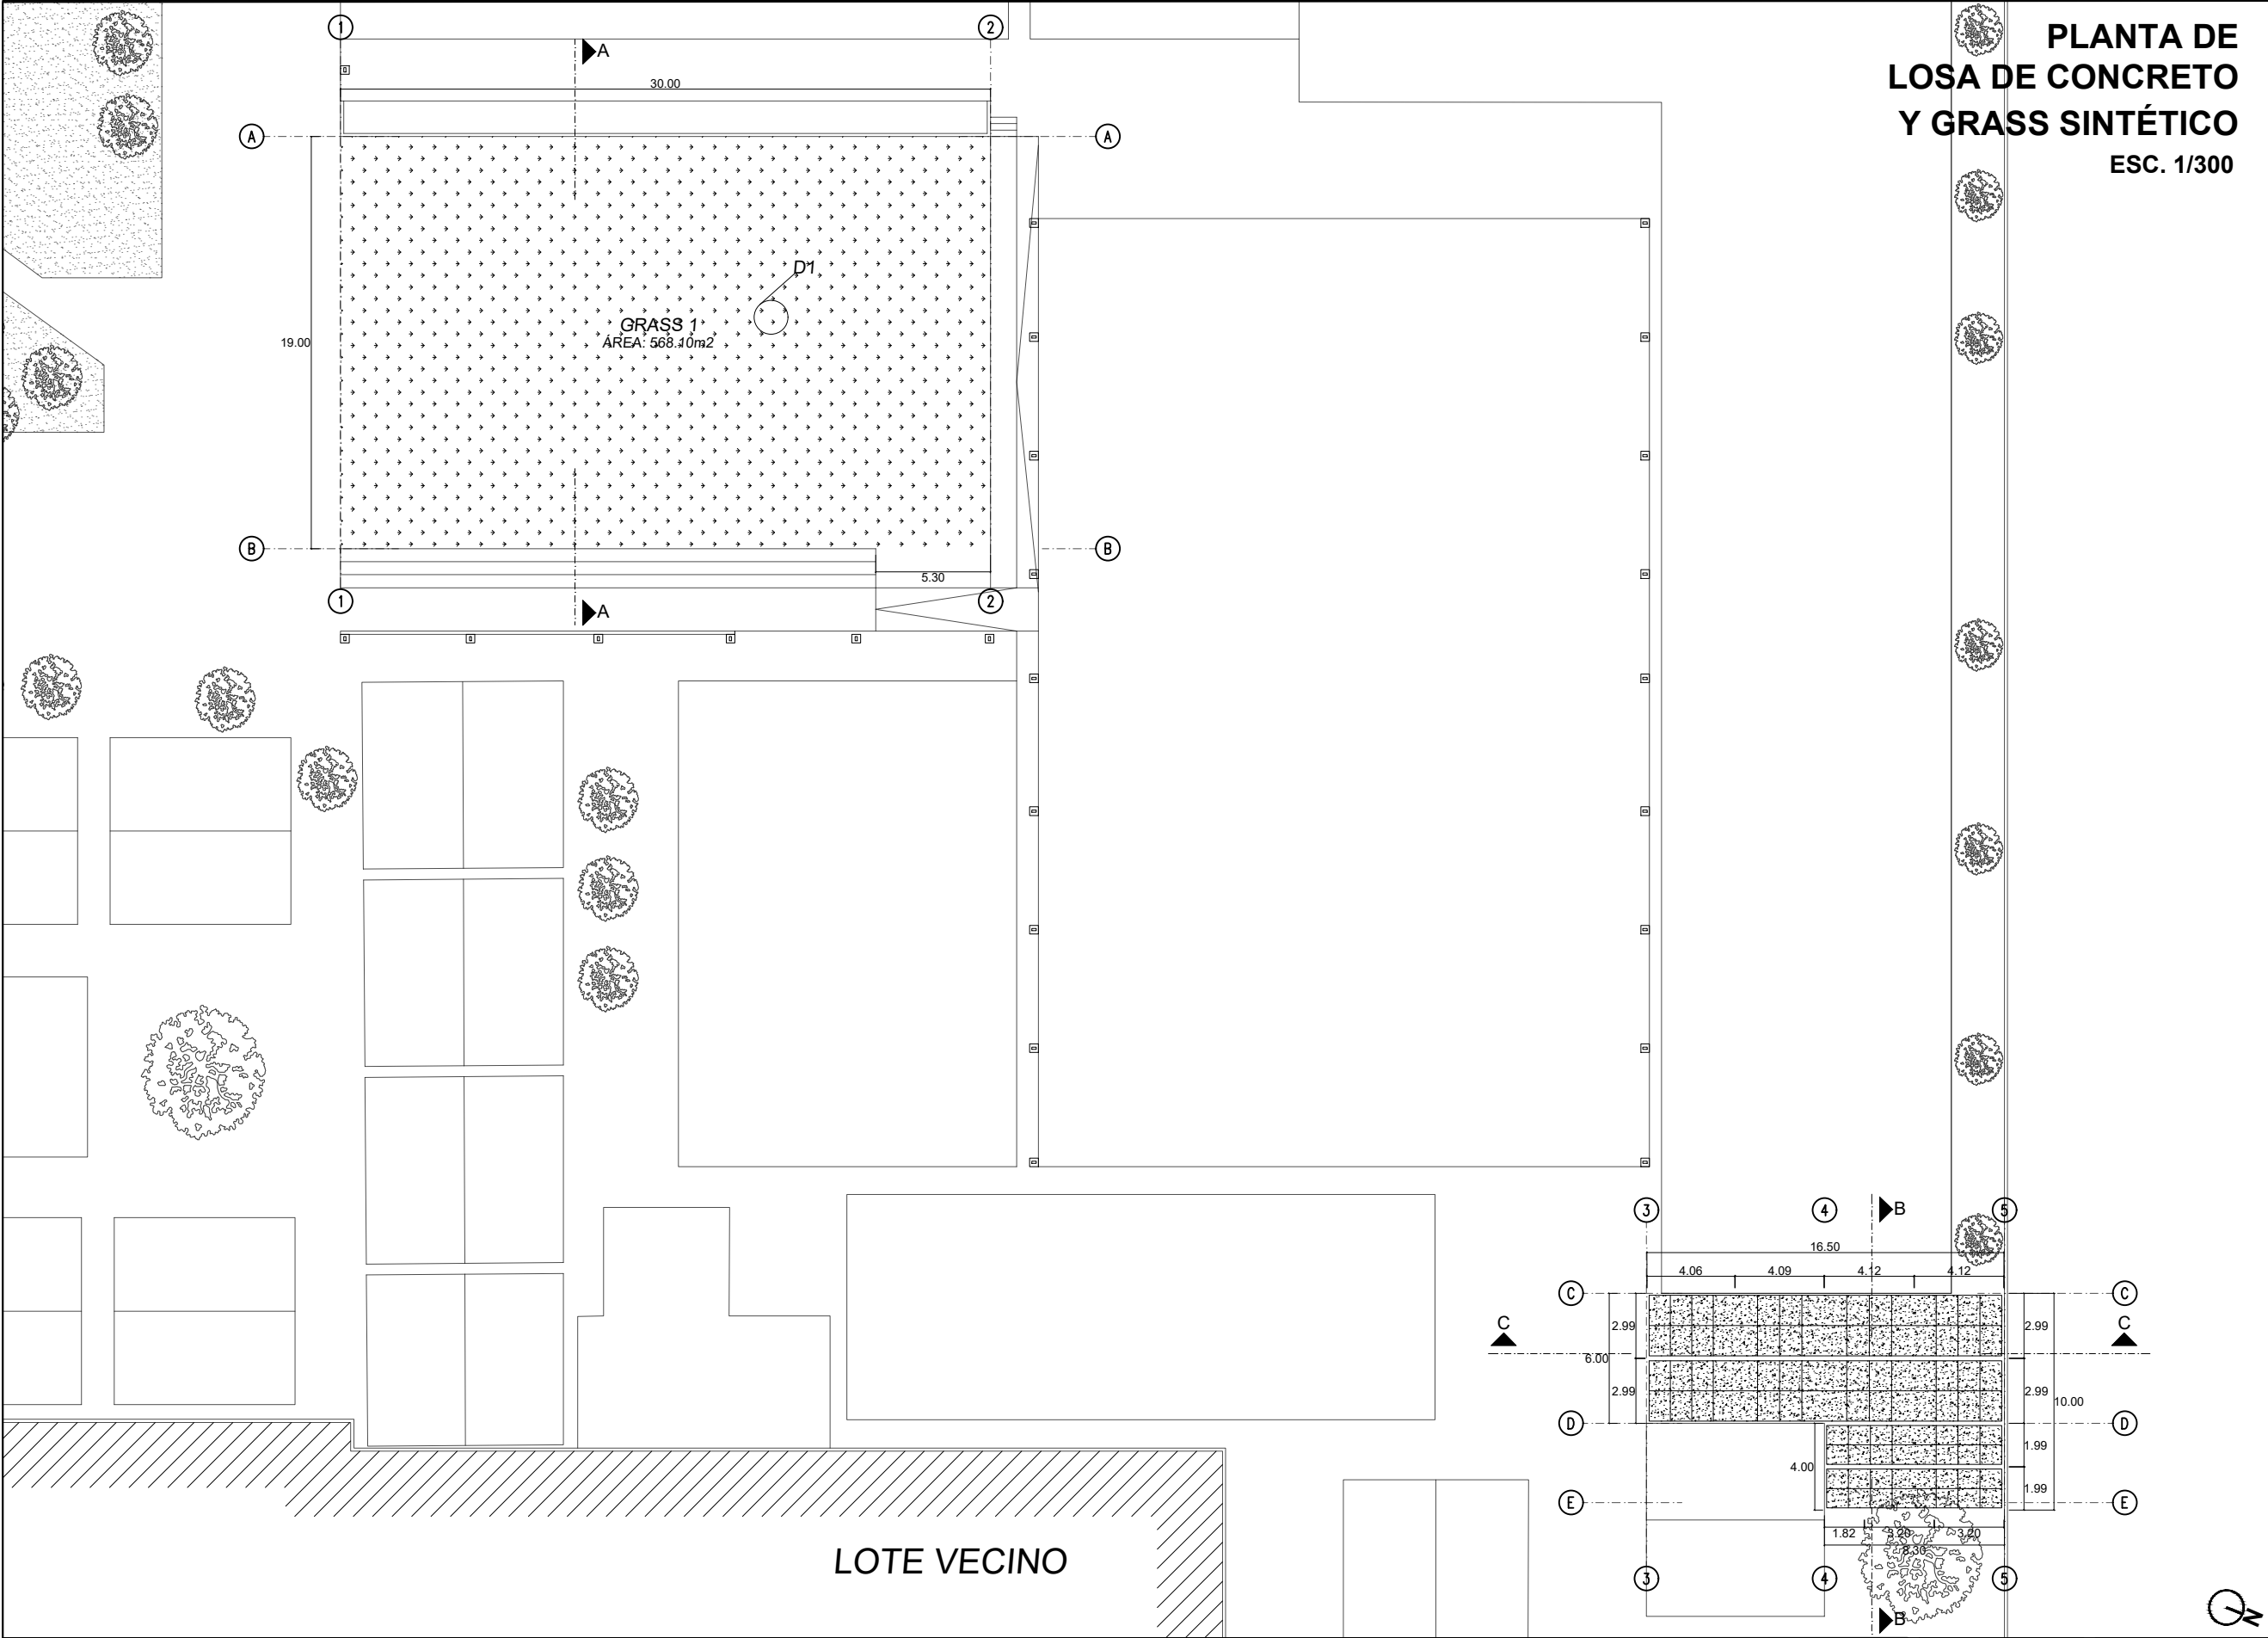 PLANTA DE
LOSA DE CONCRETO
Y GRASS SINTÉTICO
ESC. 1/300
1
2
A
30.00
A
A
D1
GRASS 1
ÁREA: 568.10m2
19.00
B
B
5.30
1
2
A
3
4
B
5
16.50
4.06
4.09
4.12
4.12
C
C
C
C
2.99
2.99
6.00
2.99
2.99
10.00
D
D
1.99
4.00
1.99
E
E
1.82
3.20
3.20
8.30
LOTE VECINO
3
4
5
B
N